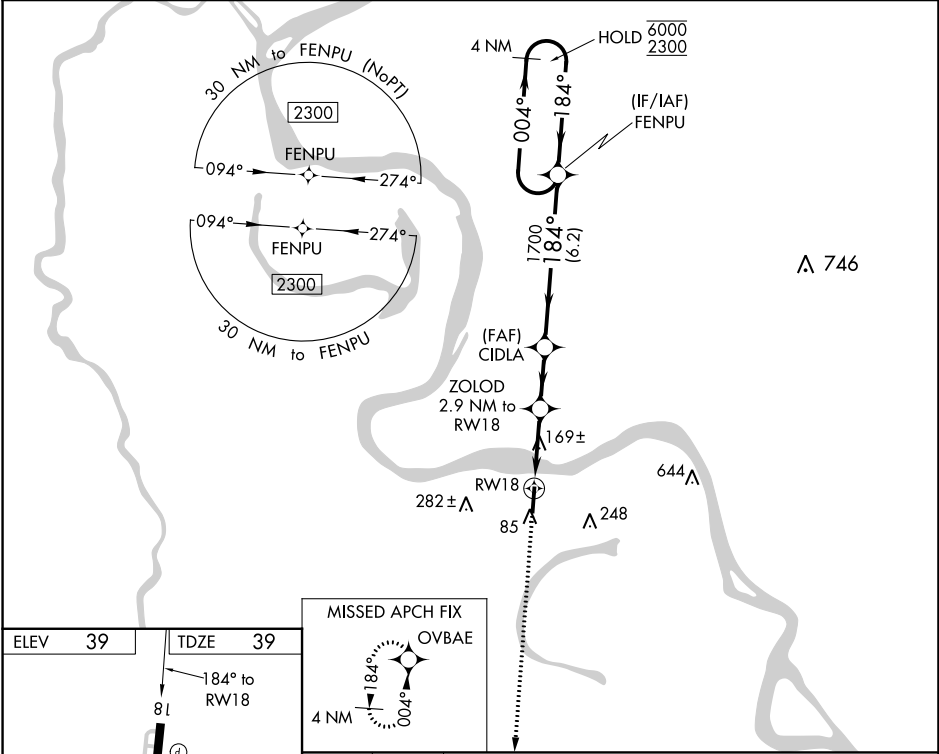 30 NM to FENPU (NoPT)
2300
FENPU
094°
274°
094°
274°
FENPU
2300
30 NM to FENPU
4 NM
HOLD 6000
2300
004°
184°
(IF/IAF)
FENPU
1700
184°
(6.2)
746
(FAF)
CIDLA
ZOLOD
2.9 NM to
RW18
169±
RW18
644
282±
85
248
ELEV 39
TDZE 39
184° to
RW18
18
P
MISSED APCH FIX
OVBAE
184°
004°
4 NM